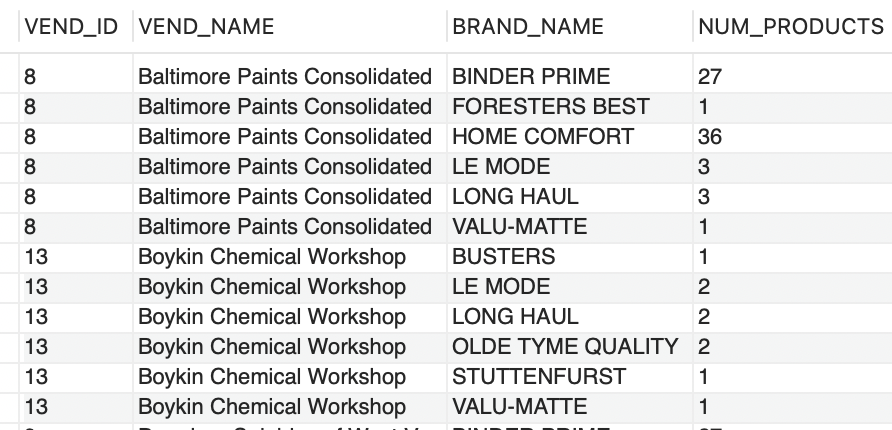 VEND_ID VEND_NAME BRAND_NAME NUM_PRODUCTS
8 Baltimore Paints Consolidated BINDER PRIME 27
8 Baltimore Paints Consolidated FORESTERS BEST 1
8 Baltimore Paints Consolidated HOME COMFORT 36
8 Baltimore Paints Consolidated LE MODE 3
8 Baltimore Paints Consolidated LONG HAUL 3
8 Baltimore Paints Consolidated VALU-MATTE 1
13 Boykin Chemical Workshop BUSTERS 1
13 Boykin Chemical Workshop LE MODE 2
13 Boykin Chemical Workshop LONG HAUL 2
13 Boykin Chemical Workshop OLDE TYME QUALITY 2
13 Boykin Chemical Workshop STUTTENFURST 1
13 Boykin Chemical Workshop VALU-MATTE 1